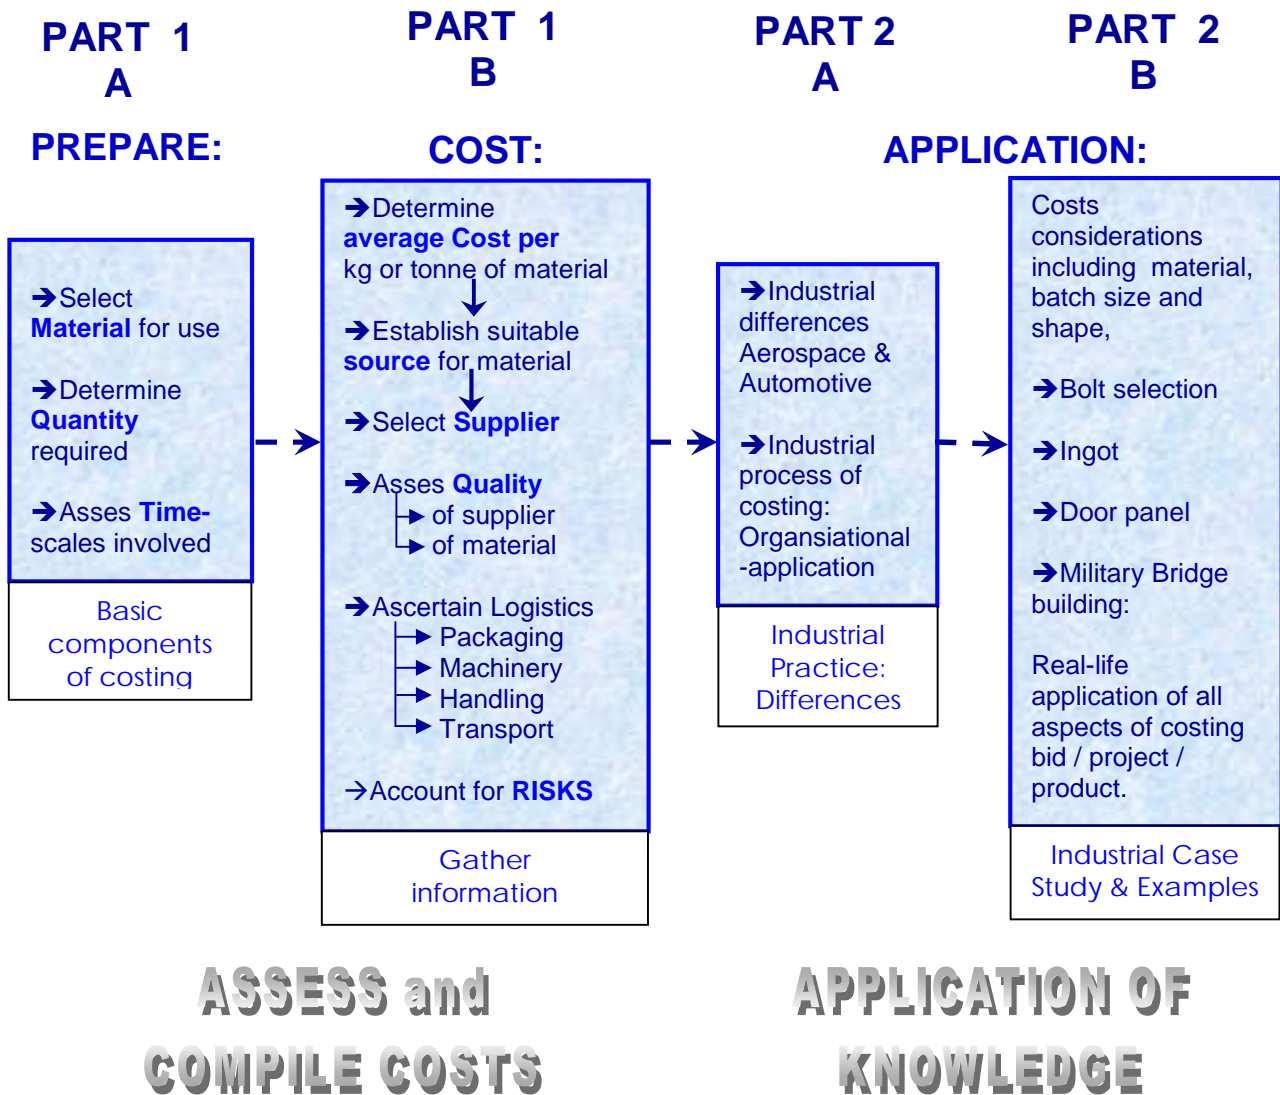 PART 1
A
PREPARE:
➔Select
Material for use
➔Determine
Quantity
required
➔Asses Time-
scales involved
Basic
components
of costing
PART 1
B
COST:
➔Determine
average Cost per
kg or tonne of material
➔Establish suitable
source for material
➔Select Supplier
➔Asses Quality
of supplier
of material
➔Ascertain Logistics
Packaging
Machinery
Handling
Transport
→Account for RISKS
Gather
information
PART 2
A
PART 2
B
APPLICATION:
➔Industrial
differences
Aerospace &
Automotive
➔Industrial
process of
costing:
Organsiational
-application
Industrial
Practice:
Differences
Costs
considerations
including material,
batch size and
shape,
➔Bolt selection
➔Ingot
➔Door panel
➔Military Bridge
building:
Real-life
application of all
aspects of costing
bid / project /
product.
Industrial Case
Study & Examples
ASSESS and
COMPILE COSTS
APPLICATION OF
KNOWLEDGE